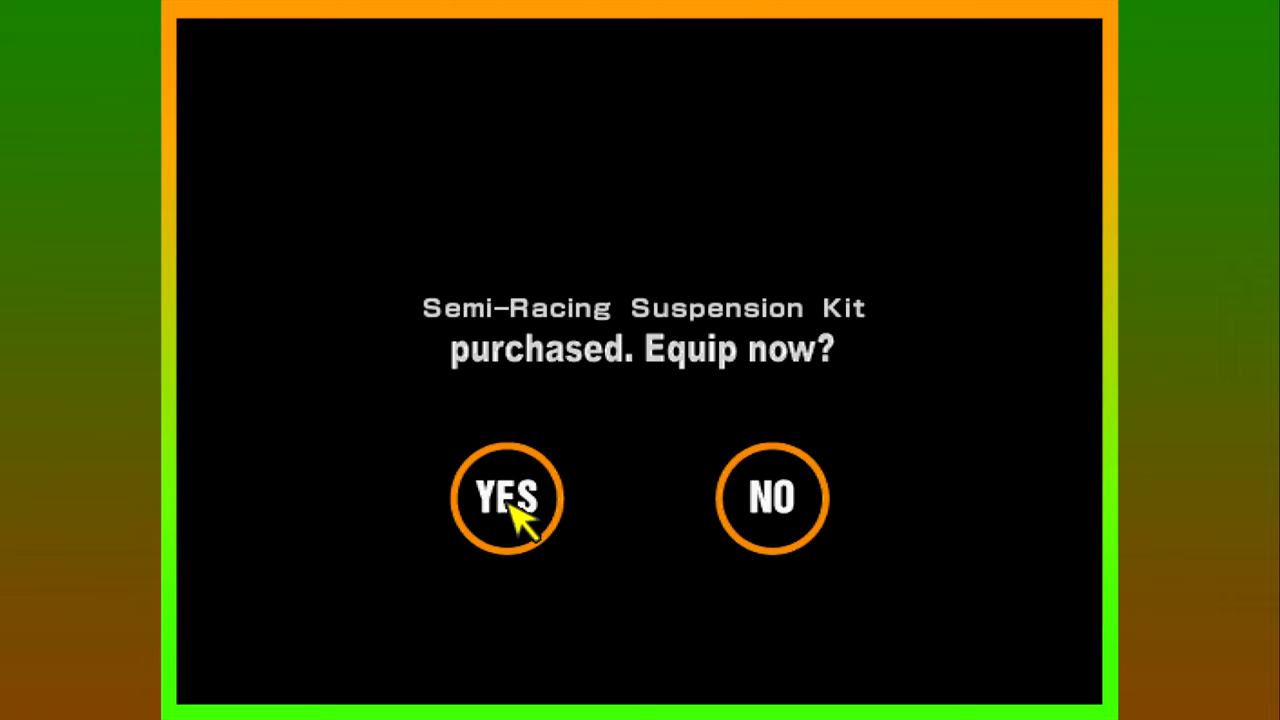 Semi-Racing Suspension Kit
purchased. Equip now?
YES NO